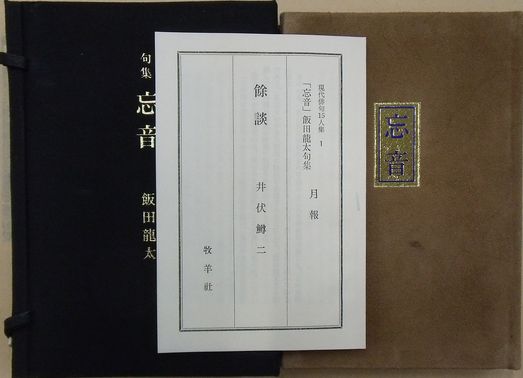 忘音
現代俳句15人集 1
「忘音」飯田龍太句集
月報
餘談
井伏鱒二
牧羊社
句集
忘音
飯田龍太